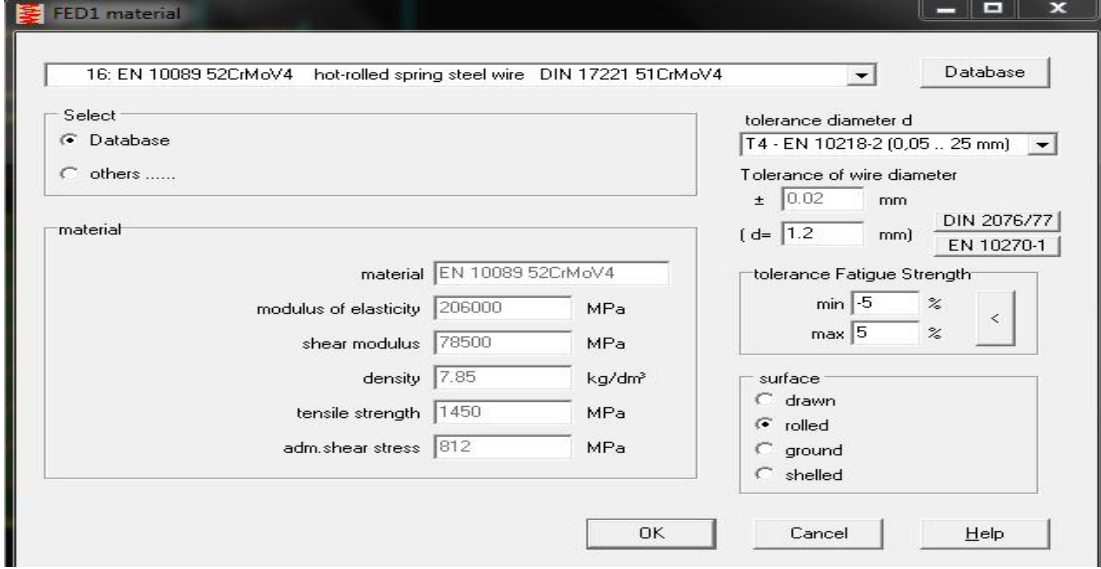 FED1 material
16: EN 10089 52CrMoV4 hot-rolled spring steel wire DIN 17221 51CrMoV4
Database
Select
Database
others ......
material
material EN 10089 52CrMoV4
modulus of elasticity 206000 MPa
shear modulus 78500 MPa
density 7.85 kg/dm³
tensile strength 1450 MPa
adm.shear stress 812 MPa
tolerance diameter d
T4 - EN 10218-2 (0,05 .. 25 mm)
Tolerance of wire diameter
± 0.02 mm
( d= 1.2 mm)
DIN 2076/77
EN 10270-1
tolerance Fatigue Strength
min -5 %
max 5 %
<
surface
drawn
rolled
ground
shelled
OK
Cancel
Help